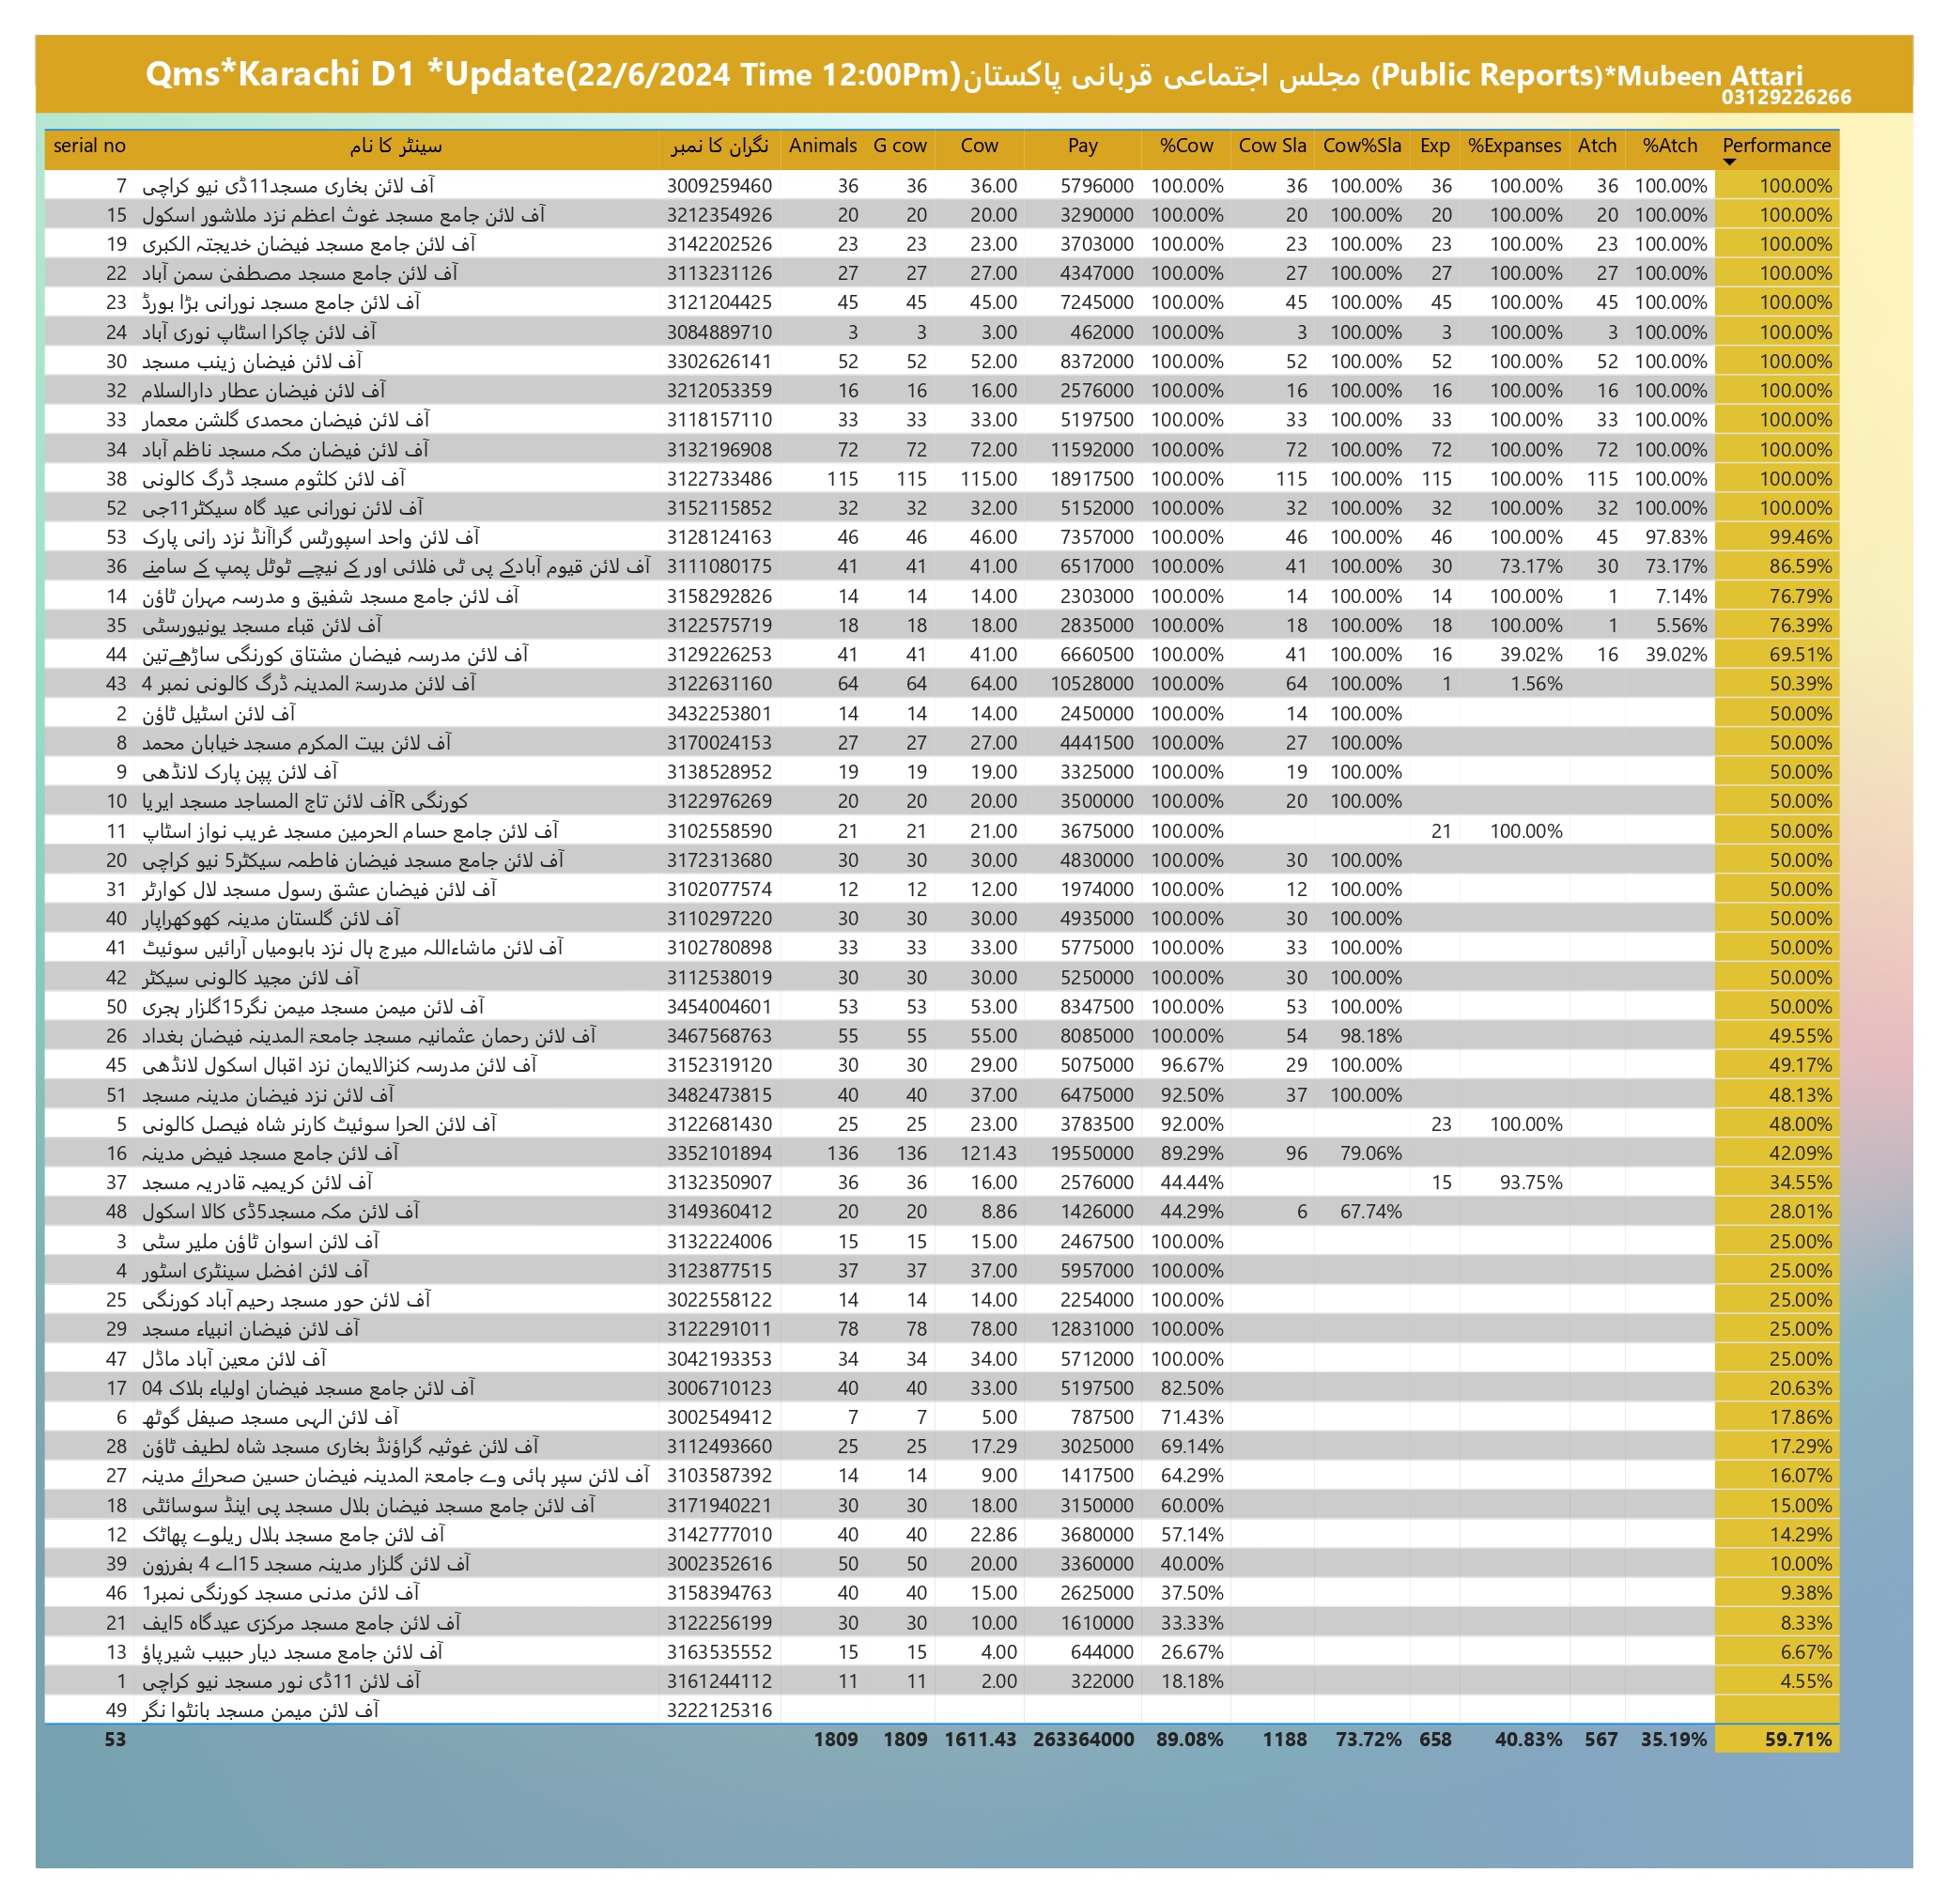 Qms*Karachi D1 *Update(22/6/2024 Time 12:00Pm)مجلس اجتماعی قربانی پاکستان (Public Reports)*Mubeen Attari
03129226266
serial no سینٹر کا نام نگران کا نمبر Animals G cow Cow Pay %Cow Cow Sla Cow%Sla Exp %Expanses Atch %Atch Performance
7 آف لائن بخاری مسجد11ڈی نیو کراچی 3009259460 36 36 36.00 5796000 100.00% 36 100.00% 36 100.00% 36 100.00% 100.00%
15 آف لائن جامع مسجد غوث اعظم نزد ملاشور اسکول 3212354926 20 20 20.00 3290000 100.00% 20 100.00% 20 100.00% 20 100.00% 100.00%
19 آف لائن جامع مسجد فیضان خدیجتہ الکبری 3142202526 23 23 23.00 3703000 100.00% 23 100.00% 23 100.00% 23 100.00% 100.00%
22 آف لائن جامع مسجد مصطفیٰ سمن آباد 3113231126 27 27 27.00 4347000 100.00% 27 100.00% 27 100.00% 27 100.00% 100.00%
23 آف لائن جامع مسجد نورانی بڑا بورڈ 3121204425 45 45 45.00 7245000 100.00% 45 100.00% 45 100.00% 45 100.00% 100.00%
24 آف لائن چاکرا اسٹاپ نوری آباد 3084889710 3 3 3.00 462000 100.00% 3 100.00% 3 100.00% 3 100.00% 100.00%
30 آف لائن فیضان زینب مسجد 3302626141 52 52 52.00 8372000 100.00% 52 100.00% 52 100.00% 52 100.00% 100.00%
32 آف لائن فیضان عطار دارالسلام 3212053359 16 16 16.00 2576000 100.00% 16 100.00% 16 100.00% 16 100.00% 100.00%
33 آف لائن فیضان محمدی گلشن معمار 3118157110 33 33 33.00 5197500 100.00% 33 100.00% 33 100.00% 33 100.00% 100.00%
34 آف لائن فیضان مکہ مسجد ناظم آباد 3132196908 72 72 72.00 11592000 100.00% 72 100.00% 72 100.00% 72 100.00% 100.00%
38 آف لائن کلثوم مسجد ڈرگ کالونی 3122733486 115 115 115.00 18917500 100.00% 115 100.00% 115 100.00% 115 100.00% 100.00%
52 آف لائن نورانی عید گاہ سیکٹر11جی 3152115852 32 32 32.00 5152000 100.00% 32 100.00% 32 100.00% 32 100.00% 100.00%
53 آف لائن واحد اسپورٹس گراآنڈ نزد رانی پارک 3128124163 46 46 46.00 7357000 100.00% 46 100.00% 46 100.00% 45 97.83% 99.46%
36 آف لائن قیوم آبادکے پی ٹی فلائی اور کے نیچے ٹوٹل پمپ کے سامنے 3111080175 41 41 41.00 6517000 100.00% 41 100.00% 30 73.17% 30 73.17% 86.59%
14 آف لائن جامع مسجد شفیق و مدرسہ مہران ٹاؤن 3158292826 14 14 14.00 2303000 100.00% 14 100.00% 14 100.00% 1 7.14% 76.79%
35 آف لائن قباء مسجد یونیورسٹی 3122575719 18 18 18.00 2835000 100.00% 18 100.00% 18 100.00% 1 5.56% 76.39%
44 آف لائن مدرسہ فیضان مشتاق کورنگی ساڑھےتین 3129226253 41 41 41.00 6660500 100.00% 41 100.00% 16 39.02% 16 39.02% 69.51%
43 آف لائن مدرسۃ المدینہ ڈرگ کالونی نمبر 4 3122631160 64 64 64.00 10528000 100.00% 64 100.00% 1 1.56% 50.39%
2 آف لائن اسٹیل ٹاؤن 3432253801 14 14 14.00 2450000 100.00% 14 100.00% 50.00%
8 آف لائن بیت المکرم مسجد خیابان محمد 3170024153 27 27 27.00 4441500 100.00% 27 100.00% 50.00%
9 آف لائن پپن پارک لانڈھی 3138528952 19 19 19.00 3325000 100.00% 19 100.00% 50.00%
10 آف لائن تاج المساجد مسجد ایریاR کورنگی 3122976269 20 20 20.00 3500000 100.00% 20 100.00% 50.00%
11 آف لائن جامع حسام الحرمین مسجد غریب نواز اسٹاپ 3102558590 21 21 21.00 3675000 100.00% 21 100.00% 50.00%
20 آف لائن جامع مسجد فیضان فاطمہ سیکٹر5 نیو کراچی 3172313680 30 30 30.00 4830000 100.00% 30 100.00% 50.00%
31 آف لائن فیضان عشق رسول مسجد لال کوارٹر 3102077574 12 12 12.00 1974000 100.00% 12 100.00% 50.00%
40 آف لائن گلستان مدینہ کھوکھراپار 3110297220 30 30 30.00 4935000 100.00% 30 100.00% 50.00%
41 آف لائن ماشاءاللہ میرج ہال نزد بابومیاں آرائیں سوئیٹ 3102780898 33 33 33.00 5775000 100.00% 33 100.00% 50.00%
42 آف لائن مجید کالونی سیکٹر 3112538019 30 30 30.00 5250000 100.00% 30 100.00% 50.00%
50 آف لائن میمن مسجد میمن نگر15گلزار ہجری 3454004601 53 53 53.00 8347500 100.00% 53 100.00% 50.00%
26 آف لائن رحمان عثمانیہ مسجد جامعۃ المدینہ فیضان بغداد 3467568763 55 55 55.00 8085000 100.00% 54 98.18% 49.55%
45 آف لائن مدرسہ کنزالایمان نزد اقبال اسکول لانڈھی 3152319120 30 30 29.00 5075000 96.67% 29 100.00% 49.17%
51 آف لائن نزد فیضان مدینہ مسجد 3482473815 40 40 37.00 6475000 92.50% 37 100.00% 48.13%
5 آف لائن الحرا سوئیٹ کارنر شاہ فیصل کالونی 3122681430 25 25 23.00 3783500 92.00% 23 100.00% 48.00%
16 آف لائن جامع مسجد فیض مدینہ 3352101894 136 136 121.43 19550000 89.29% 96 79.06% 42.09%
37 آف لائن کریمیہ قادریہ مسجد 3132350907 36 36 16.00 2576000 44.44% 15 93.75% 34.55%
48 آف لائن مکہ مسجد5ڈی کالا اسکول 3149360412 20 20 8.86 1426000 44.29% 6 67.74% 28.01%
3 آف لائن اسوان ٹاؤن ملیر سٹی 3132224006 15 15 15.00 2467500 100.00% 25.00%
4 آف لائن افضل سینٹری اسٹور 3123877515 37 37 37.00 5957000 100.00% 25.00%
25 آف لائن حور مسجد رحیم آباد کورنگی 3022558122 14 14 14.00 2254000 100.00% 25.00%
29 آف لائن فیضان انبیاء مسجد 3122291011 78 78 78.00 12831000 100.00% 25.00%
47 آف لائن معین آباد ماڈل 3042193353 34 34 34.00 5712000 100.00% 25.00%
17 آف لائن جامع مسجد فیضان اولیاء بلاک 04 3006710123 40 40 33.00 5197500 82.50% 20.63%
6 آف لائن الہی مسجد صیفل گوٹھ 3002549412 7 7 5.00 787500 71.43% 17.86%
28 آف لائن غوثیہ گراؤنڈ بخاری مسجد شاہ لطیف ٹاؤن 3112493660 25 25 17.29 3025000 69.14% 17.29%
27 آف لائن سپر ہائی وے جامعۃ المدینہ فیضان حسین صحرائے مدینہ 3103587392 14 14 9.00 1417500 64.29% 16.07%
18 آف لائن جامع مسجد فیضان بلال مسجد پی اینڈ سوسائٹی 3171940221 30 30 18.00 3150000 60.00% 15.00%
12 آف لائن جامع مسجد بلال ریلوے پھاٹک 3142777010 40 40 22.86 3680000 57.14% 14.29%
39 آف لائن گلزار مدینہ مسجد 15اے 4 بفرزون 3002352616 50 50 20.00 3360000 40.00% 10.00%
46 آف لائن مدنی مسجد کورنگی نمبر1 3158394763 40 40 15.00 2625000 37.50% 9.38%
21 آف لائن جامع مسجد مرکزی عیدگاہ 5ایف 3122256199 30 30 10.00 1610000 33.33% 8.33%
13 آف لائن جامع مسجد دیار حبیب شیرپاؤ 3163535552 15 15 4.00 644000 26.67% 6.67%
1 آف لائن 11ڈی نور مسجد نیو کراچی 3161244112 11 11 2.00 322000 18.18% 4.55%
49 آف لائن میمن مسجد بانٹوا نگر 3222125316
53 1809 1809 1611.43 263364000 89.08% 1188 73.72% 658 40.83% 567 35.19% 59.71%